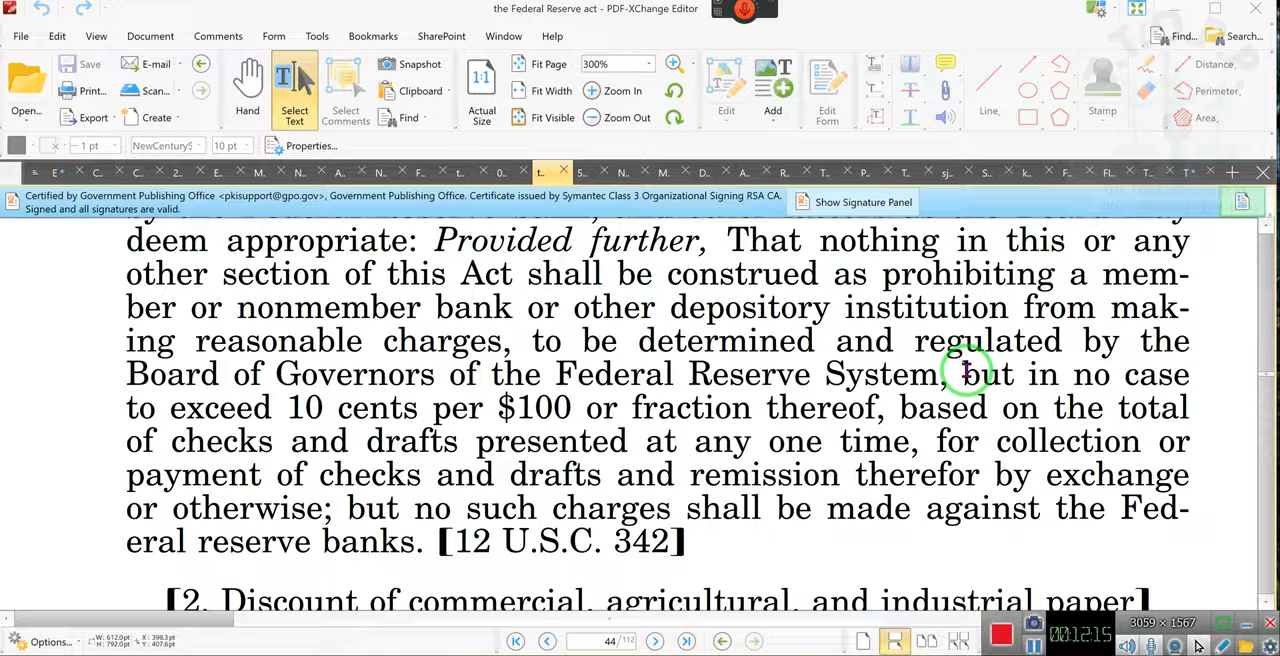 the Federal Reserve act - PDF-XChange Editor
File Edit View Document Comments Form Tools Bookmarks SharePoint Window Help
Find... Search...
Open... Save Print... Export E-mail Scan... Create
Hand Select Text Select Comments Snapshot Clipboard Find
Actual Size Fit Page Fit Width Fit Visible 300% Zoom In Zoom Out
Edit Add Edit Form Line, Stamp Distance, Perimeter, Area,
1 pt NewCenturyS 10 pt Properties...
Certified by Government Publishing Office <pkisupport@gpo.gov>, Government Publishing Office. Certificate issued by Symantec Class 3 Organizational Signing RSA CA.
Signed and all signatures are valid.
Show Signature Panel
deem appropriate: Provided further, That nothing in this or any
other section of this Act shall be construed as prohibiting a mem-
ber or nonmember bank or other depository institution from mak-
ing reasonable charges, to be determined and regulated by the
Board of Governors of the Federal Reserve System, but in no case
to exceed 10 cents per $100 or fraction thereof, based on the total
of checks and drafts presented at any one time, for collection or
payment of checks and drafts and remission therefor by exchange
or otherwise; but no such charges shall be made against the Fed-
eral reserve banks. [12 U.S.C. 342]
[2. Discount of commercial, agricultural, and industrial paper]
Options... W: 612.0pt H: 792.0pt X: 398.3pt Y: 407.6pt 44 / 112
00:12:15 3059 × 1567